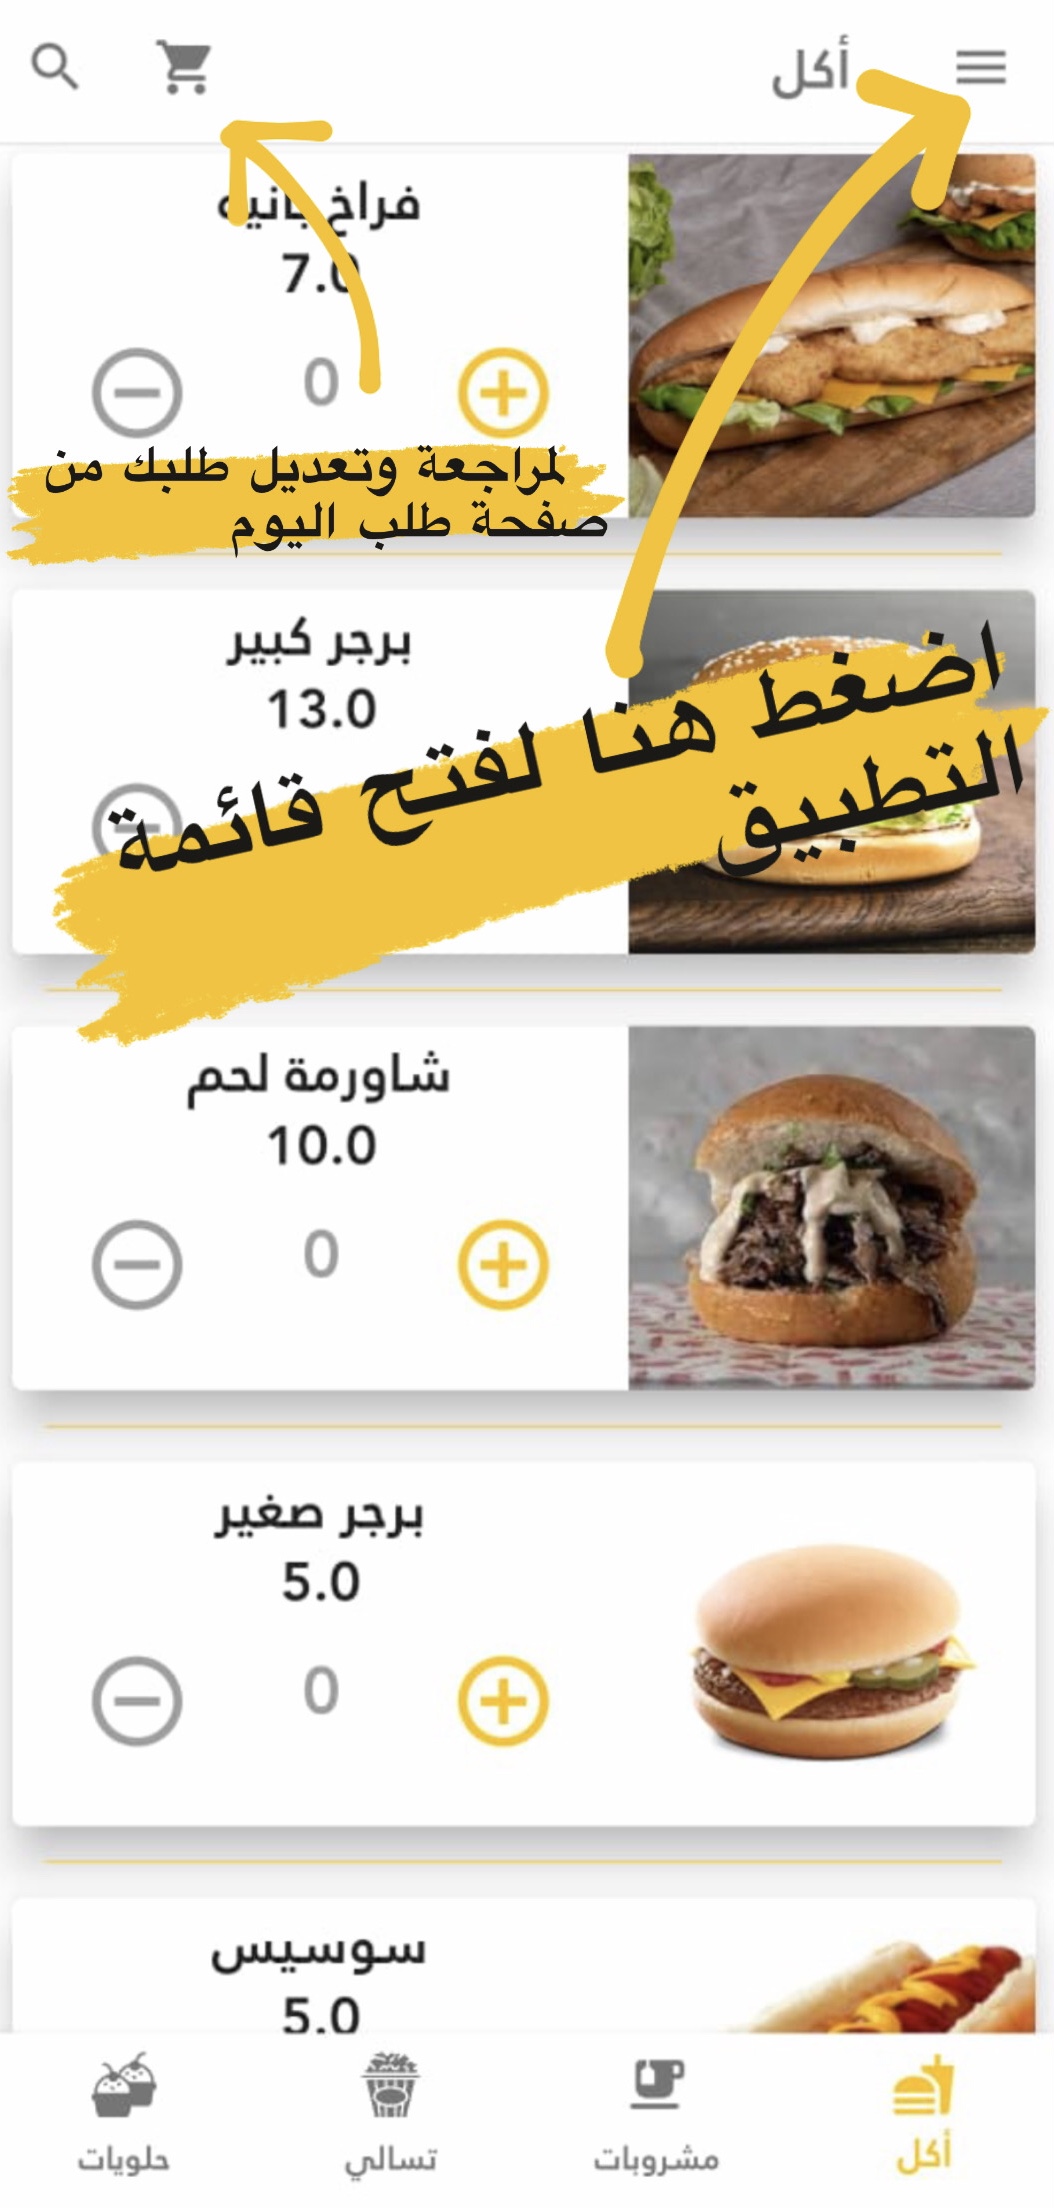 أكل
فراخ بانيه
7.0
0
لمراجعة وتعديل طلبك من
صفحة طلب اليوم
برجر كبير
13.0
اضغط هنا لفتح قائمة
التطبيق
شاورمة لحم
10.0
0
برجر صغير
5.0
0
سوسيس
5.0
أكل
مشروبات
تسالي
حلويات